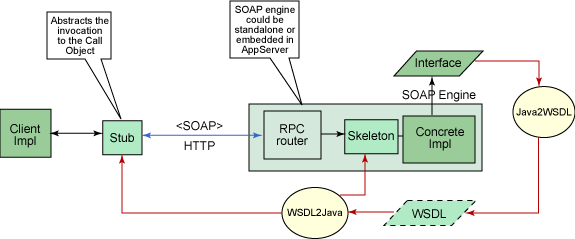 Abstracts the
invocation
to the Call
Object
SOAP engine
could be
standalone or
embedded in
AppServer
Interface
SOAP Engine
Java2WSDL
Client
Impl
Stub
<SOAP>
HTTP
RPC
router
Skeleton
Concrete
Impl
WSDL2Java
WSDL